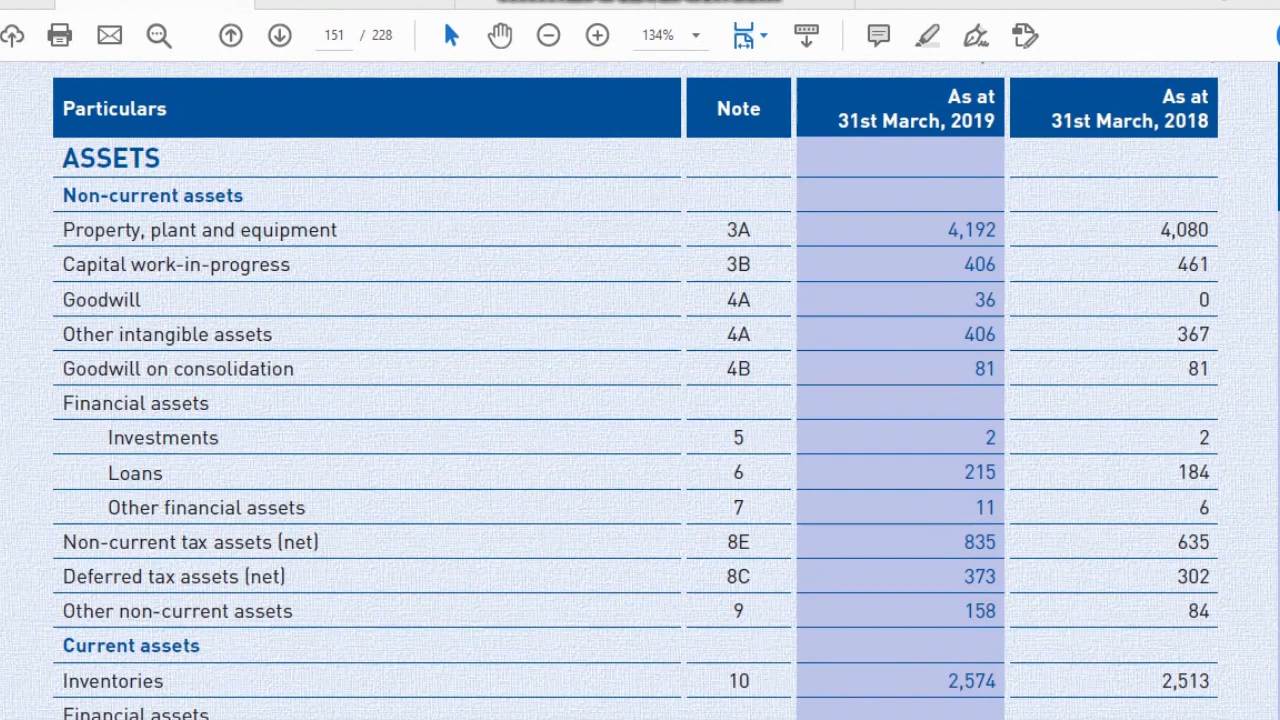 151 / 228 134%
Particulars Note As at 31st March, 2019 As at 31st March, 2018
ASSETS
Non-current assets
Property, plant and equipment 3A 4,192 4,080
Capital work-in-progress 3B 406 461
Goodwill 4A 36 0
Other intangible assets 4A 406 367
Goodwill on consolidation 4B 81 81
Financial assets
Investments 5 2 2
Loans 6 215 184
Other financial assets 7 11 6
Non-current tax assets (net) 8E 835 635
Deferred tax assets (net) 8C 373 302
Other non-current assets 9 158 84
Current assets
Inventories 10 2,574 2,513
Financial assets